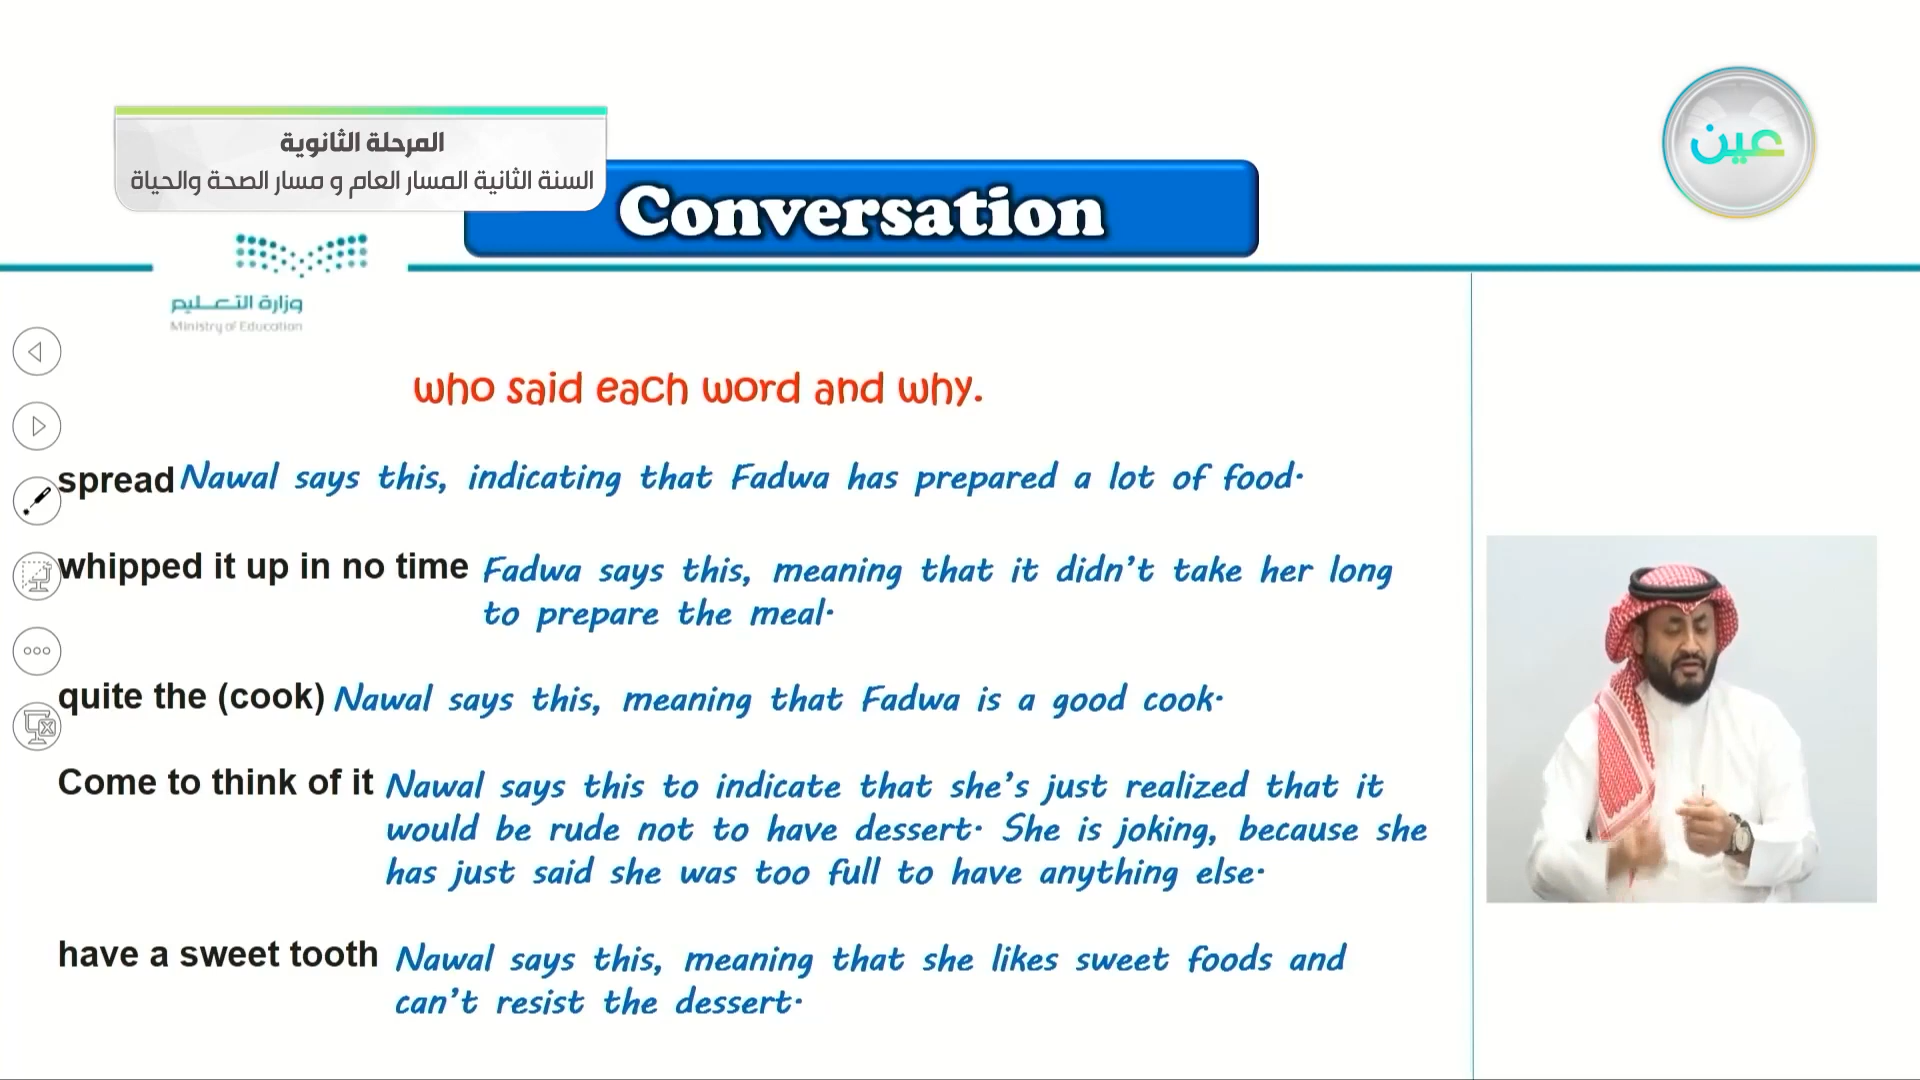 المرحلة الثانوية
السنة الثانية المسار العام و مسار الصحة والحياة
عين
Conversation
وزارة التعليم
Ministry of Education
who said each word and why.
spread Nawal says this, indicating that Fadwa has prepared a lot of food.
whipped it up in no time Fadwa says this, meaning that it didn't take her long
to prepare the meal.
quite the (cook) Nawal says this, meaning that Fadwa is a good cook.
Come to think of it Nawal says this to indicate that she's just realized that it
would be rude not to have dessert. She is joking, because she
has just said she was too full to have anything else.
have a sweet tooth Nawal says this, meaning that she likes sweet foods and
can't resist the dessert.